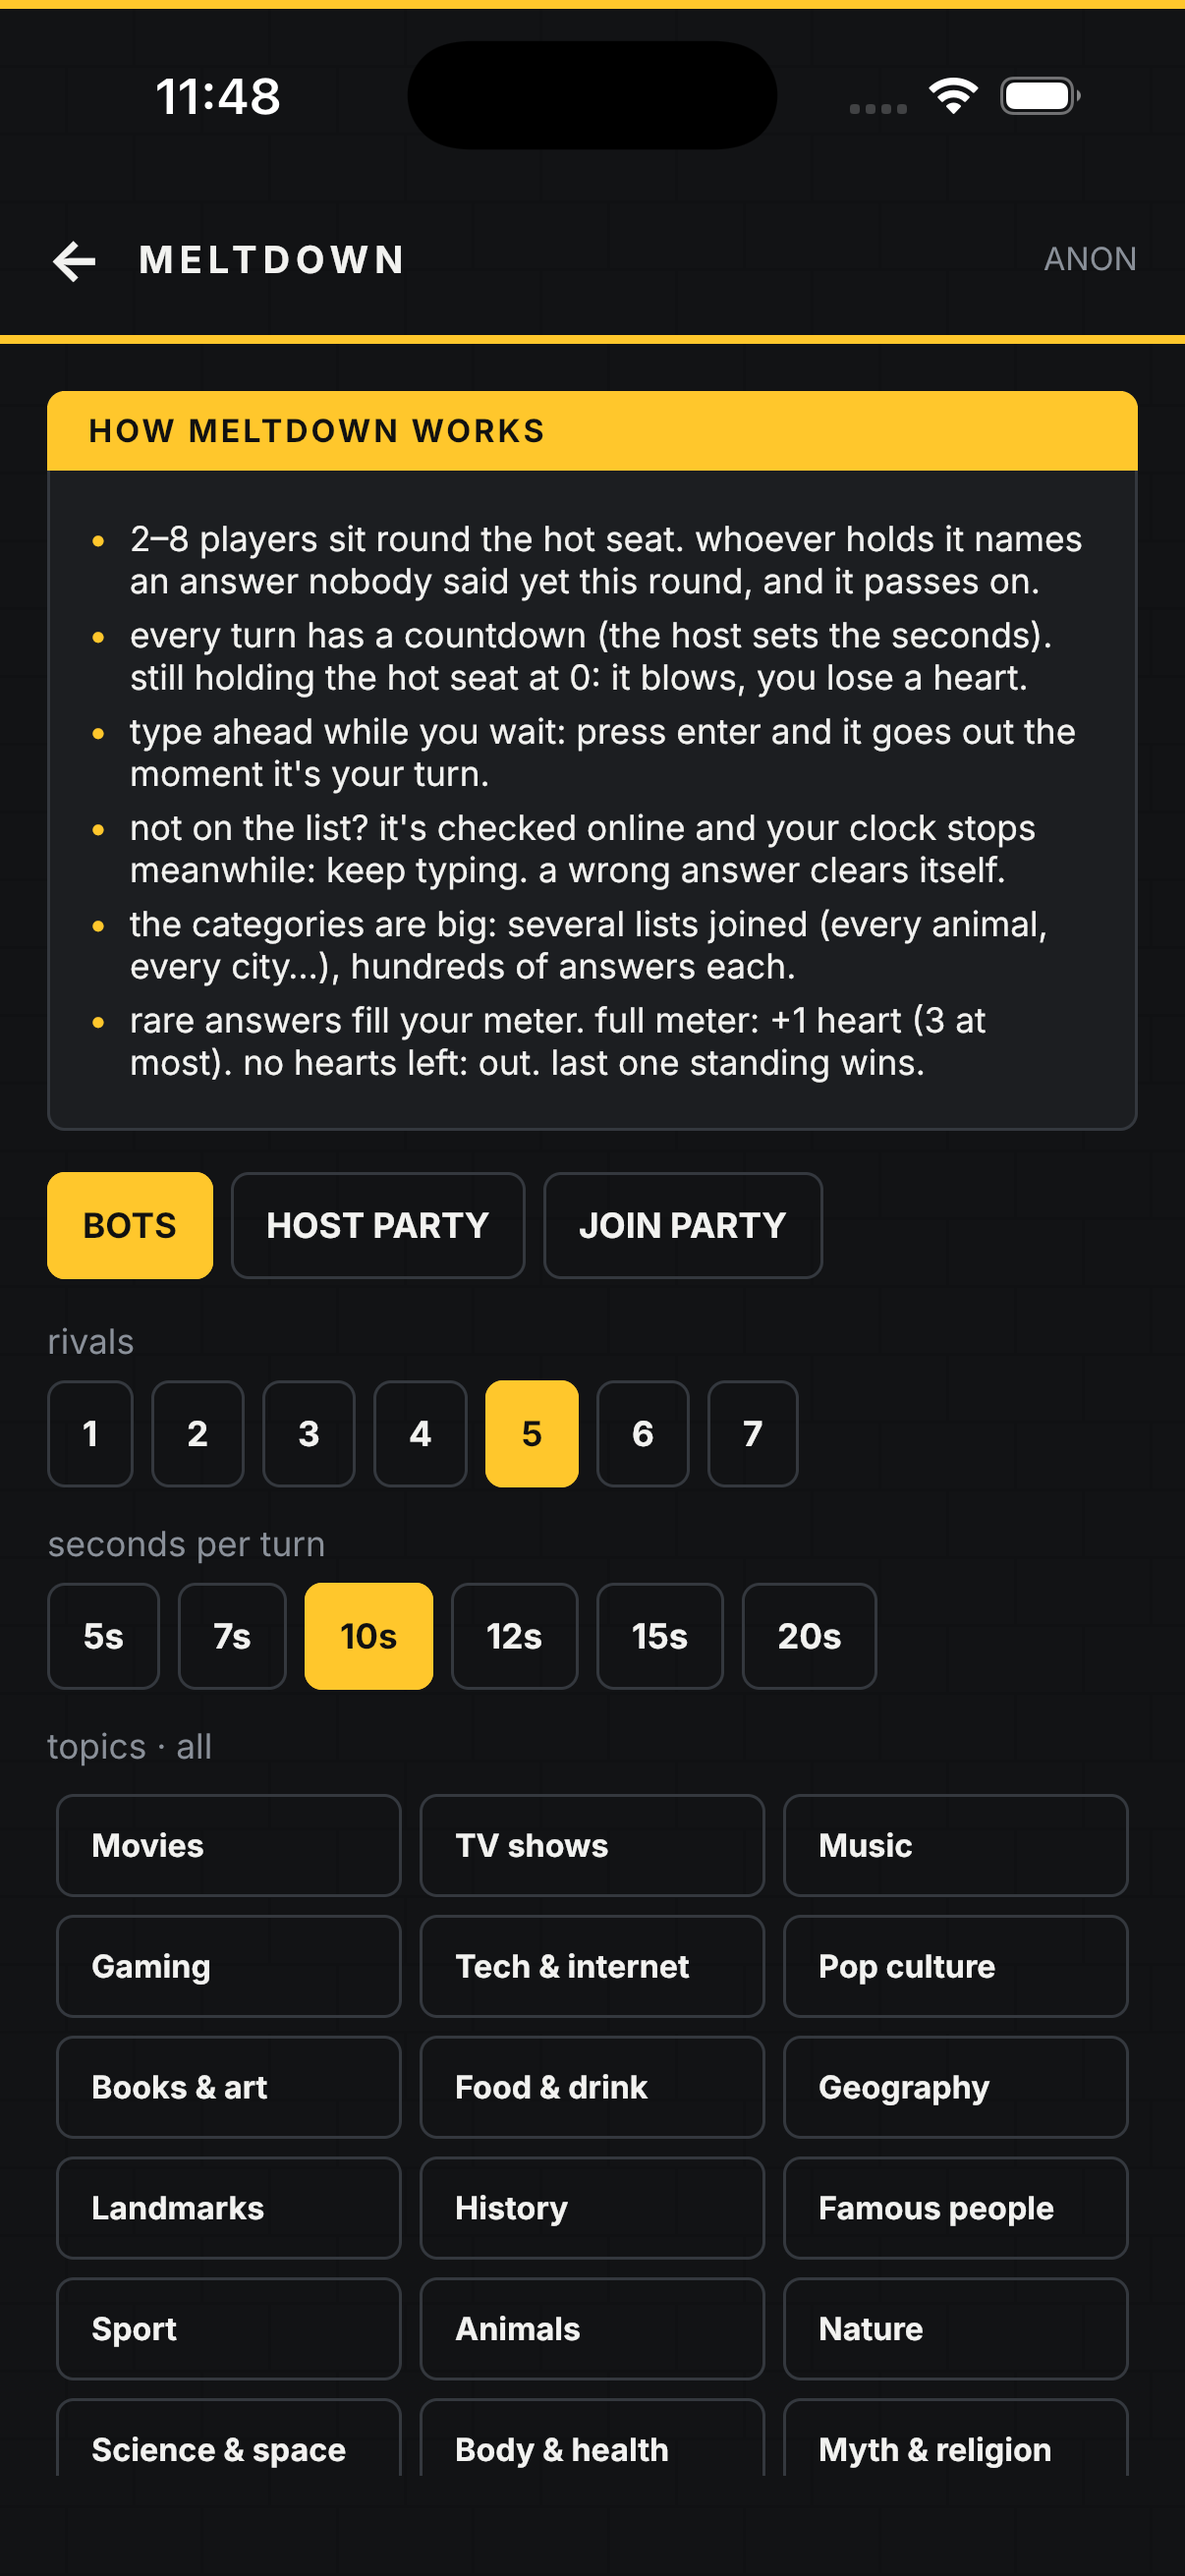 11:48
MELTDOWN
ANON
HOW MELTDOWN WORKS
• 2–8 players sit round the hot seat. whoever holds it names
an answer nobody said yet this round, and it passes on.
• every turn has a countdown (the host sets the seconds).
still holding the hot seat at 0: it blows, you lose a heart.
• type ahead while you wait: press enter and it goes out the
moment it's your turn.
• not on the list? it's checked online and your clock stops
meanwhile: keep typing. a wrong answer clears itself.
• the categories are big: several lists joined (every animal,
every city...), hundreds of answers each.
• rare answers fill your meter. full meter: +1 heart (3 at
most). no hearts left: out. last one standing wins.
BOTS HOST PARTY JOIN PARTY
rivals
1 2 3 4 5 6 7
seconds per turn
5s 7s 10s 12s 15s 20s
topics · all
Movies TV shows Music
Gaming Tech & internet Pop culture
Books & art Food & drink Geography
Landmarks History Famous people
Sport Animals Nature
Science & space Body & health Myth & religion